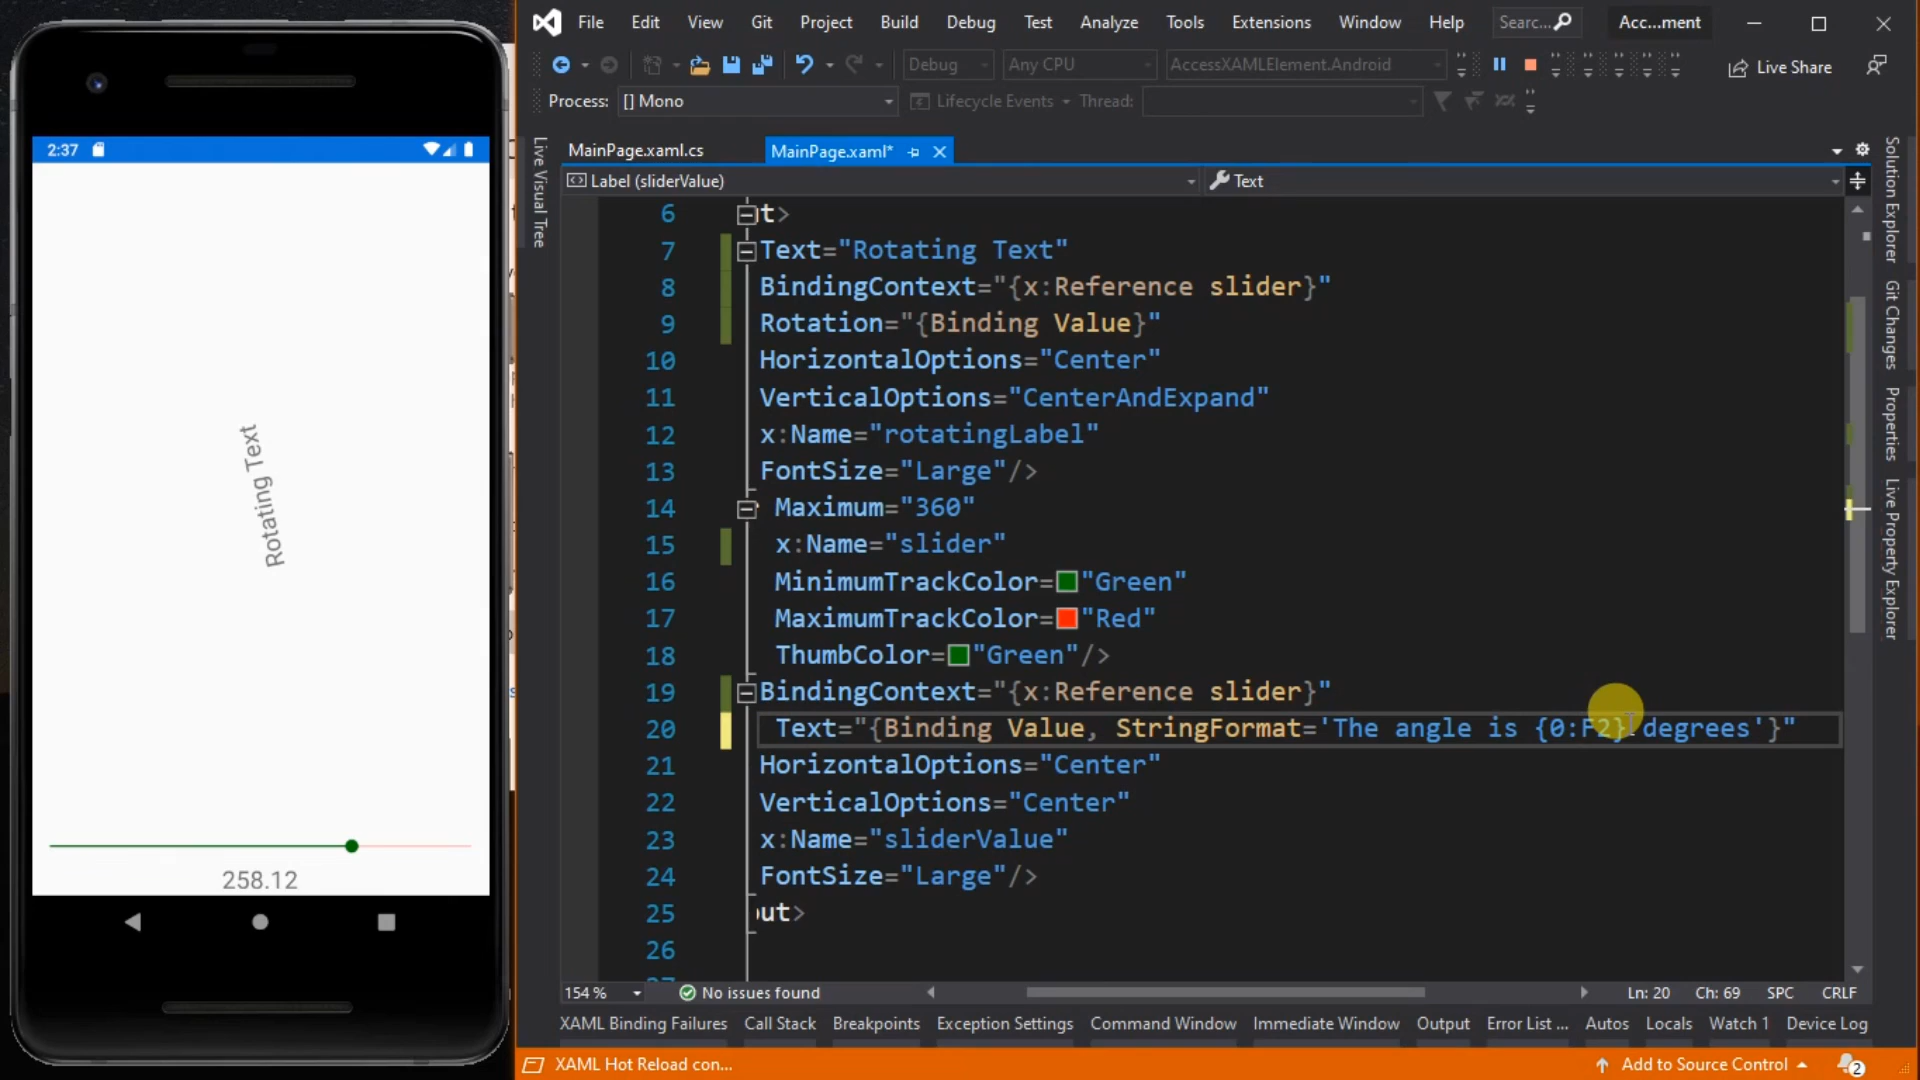 File Edit View Git Project Build Debug Test Analyze Tools Extensions Window Help Searc... Acc...ment
Debug Any CPU AccessXAMLElement.Android Live Share
Process: [] Mono Lifecycle Events Thread:
2:37
Rotating Text
258.12
Live Visual Tree
MainPage.xaml.cs MainPage.xaml*
Label (sliderValue) Text
6 t>
7 Text="Rotating Text"
8 BindingContext="{x:Reference slider}"
9 Rotation="{Binding Value}"
10 HorizontalOptions="Center"
11 VerticalOptions="CenterAndExpand"
12 x:Name="rotatingLabel"
13 FontSize="Large"/>
14 Maximum="360"
15 x:Name="slider"
16 MinimumTrackColor="Green"
17 MaximumTrackColor="Red"
18 ThumbColor="Green"/>
19 BindingContext="{x:Reference slider}"
20 Text="{Binding Value, StringFormat='The angle is {0:F2} degrees'}"
21 HorizontalOptions="Center"
22 VerticalOptions="Center"
23 x:Name="sliderValue"
24 FontSize="Large"/>
25 out>
26
Solution Explorer
Git Changes
Properties
Live Property Explorer
154 % No issues found Ln: 20 Ch: 69 SPC CRLF
XAML Binding Failures Call Stack Breakpoints Exception Settings Command Window Immediate Window Output Error List ... Autos Locals Watch 1 Device Log
XAML Hot Reload con... Add to Source Control 2